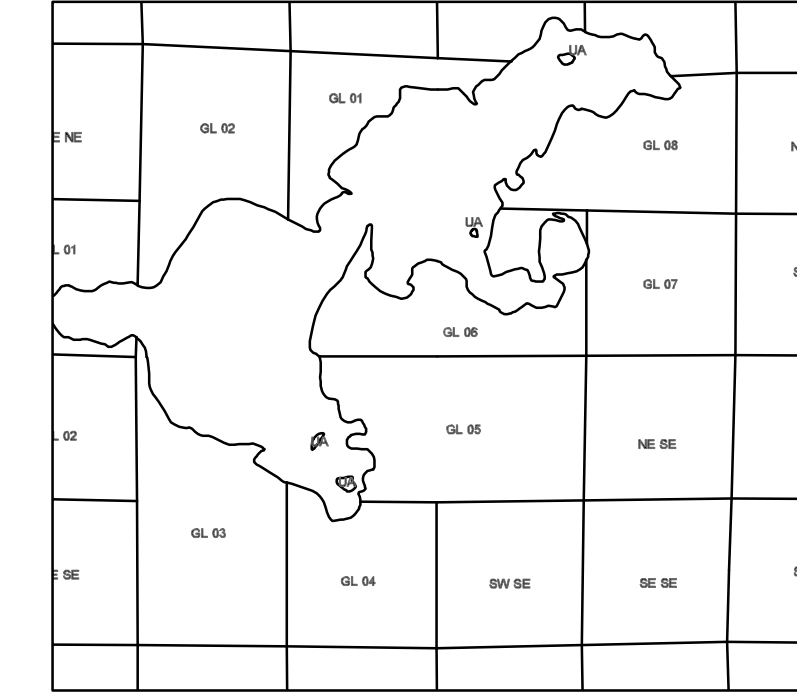 UA
GL 01
GL 02
E NE
GL 08
N
UA
L 01
GL 07
S
GL 06
GL 05
L 02
UA
NE SE
UA
GL 03
E SE
GL 04
SW SE
SE SE
S